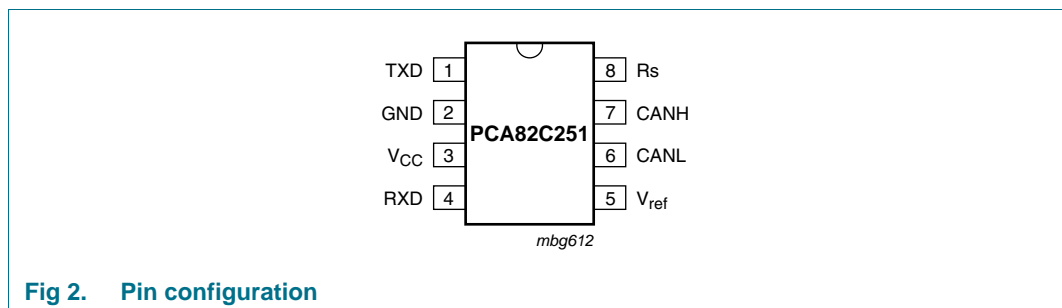 TXD 1 8 Rs
GND 2 7 CANH
PCA82C251
VCC 3 6 CANL
RXD 4 5 Vref
mbg612
Fig 2. Pin configuration